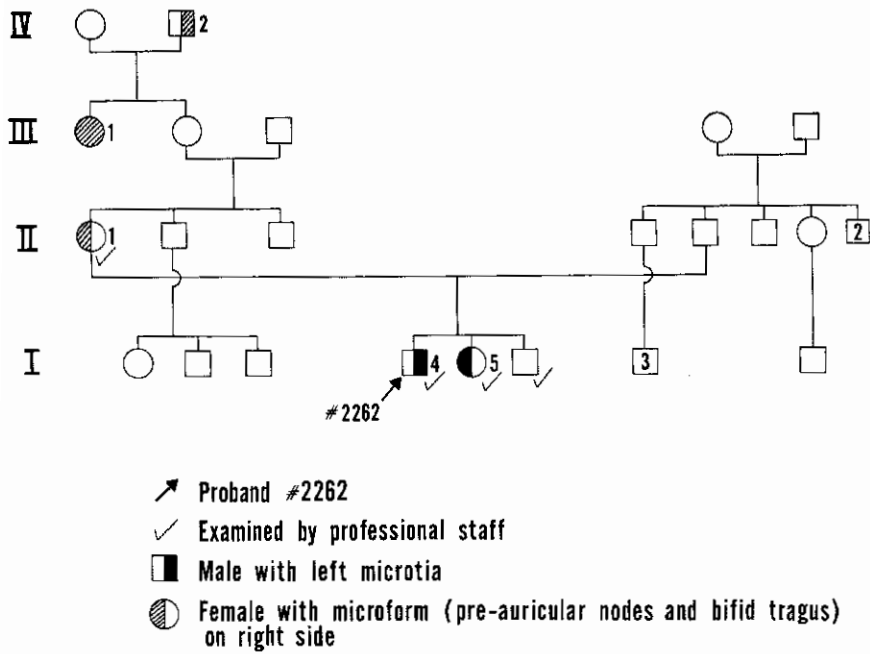 IV
2
III
1
II
1
2
I
4
5
3
#2262
Proband #2262
Examined by professional staff
Male with left microtia
Female with microform (pre-auricular nodes and bifid tragus)
on right side